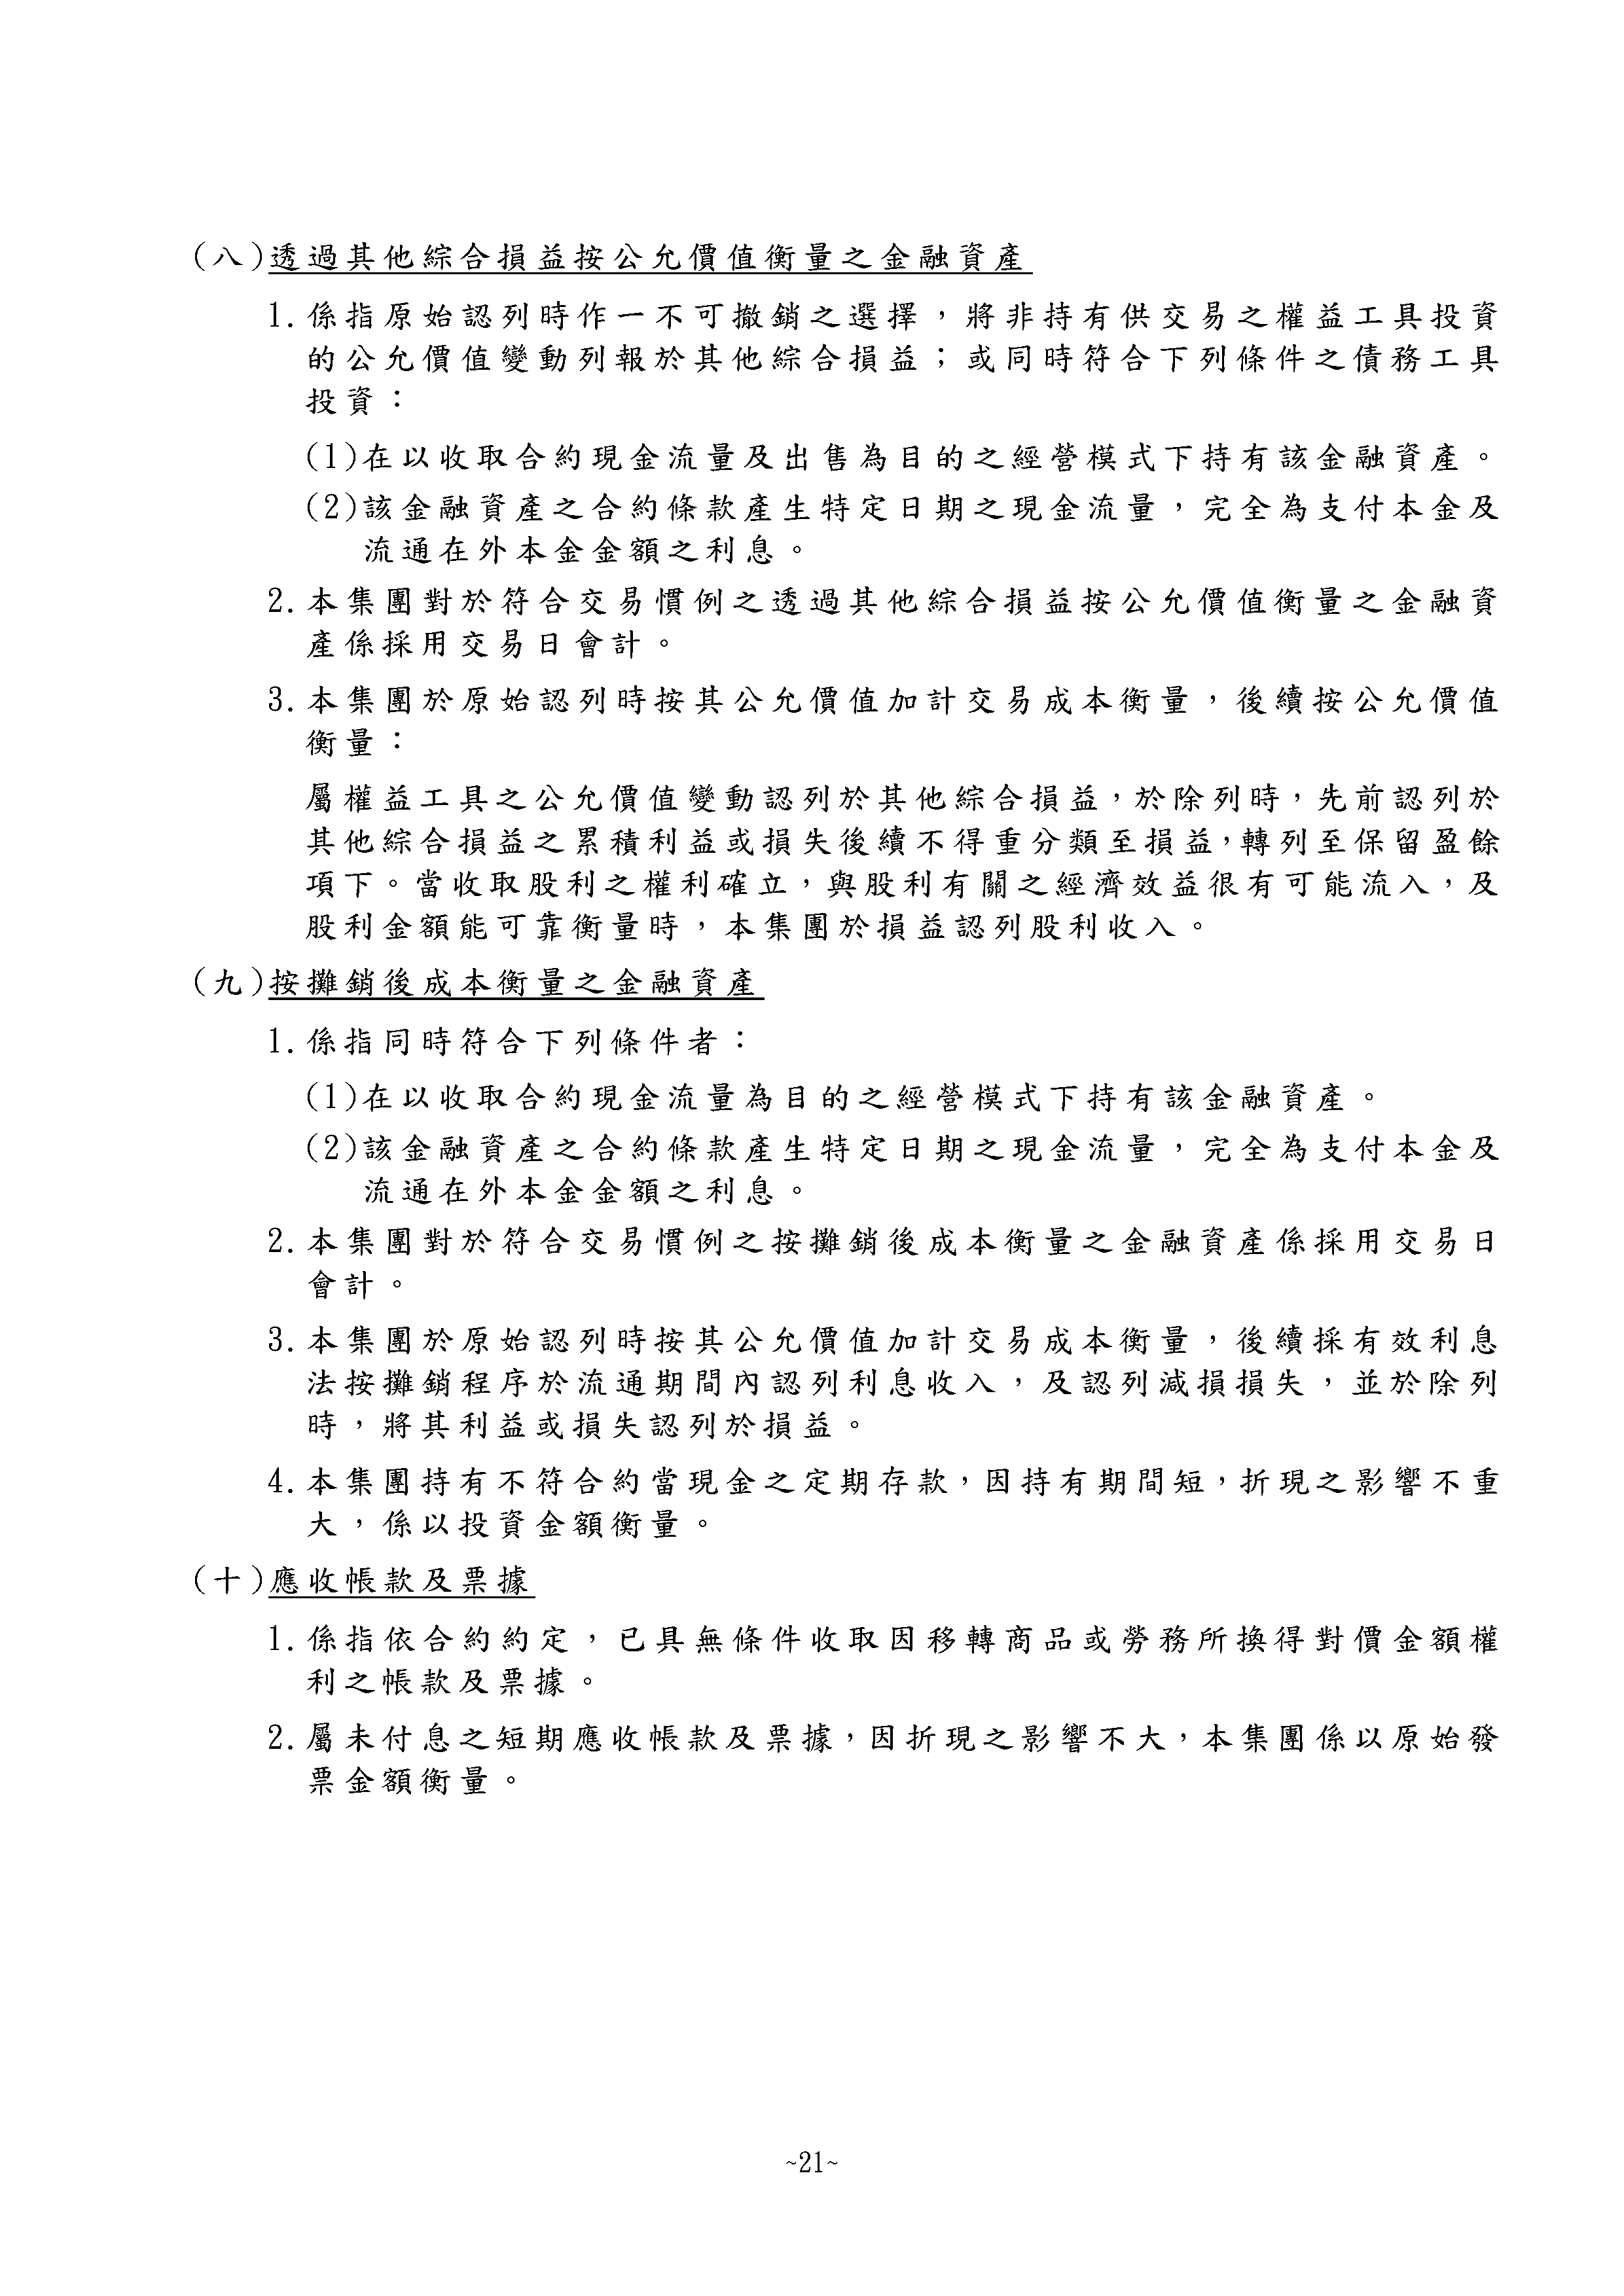 (八)透過其他綜合損益按公允價值衡量之金融資產
1.係指原始認列時作一不可撤銷之選擇，將非持有供交易之權益工具投資
的公允價值變動列報於其他綜合損益；或同時符合下列條件之債務工具
投資：
(1)在以收取合約現金流量及出售為目的之經營模式下持有該金融資產。
(2)該金融資產之合約條款產生特定日期之現金流量，完全為支付本金及
流通在外本金金額之利息。
2.本集團對於符合交易慣例之透過其他綜合損益按公允價值衡量之金融資
產係採用交易日會計。
3.本集團於原始認列時按其公允價值加計交易成本衡量，後續按公允價值
衡量：
屬權益工具之公允價值變動認列於其他綜合損益，於除列時，先前認列於
其他綜合損益之累積利益或損失後續不得重分類至損益，轉列至保留盈餘
項下。當收取股利之權利確立，與股利有關之經濟效益很有可能流入，及
股利金額能可靠衡量時，本集團於損益認列股利收入。
(九)按攤銷後成本衡量之金融資產
1.係指同時符合下列條件者：
(1)在以收取合約現金流量為目的之經營模式下持有該金融資產。
(2)該金融資產之合約條款產生特定日期之現金流量，完全為支付本金及
流通在外本金金額之利息。
2.本集團對於符合交易慣例之按攤銷後成本衡量之金融資產係採用交易日
會計。
3.本集團於原始認列時按其公允價值加計交易成本衡量，後續採有效利息
法按攤銷程序於流通期間內認列利息收入，及認列減損損失，並於除列
時，將其利益或損失認列於損益。
4.本集團持有不符合約當現金之定期存款，因持有期間短，折現之影響不重
大，係以投資金額衡量。
(十)應收帳款及票據
1.係指依合約約定，已具無條件收取因移轉商品或勞務所換得對價金額權
利之帳款及票據。
2.屬未付息之短期應收帳款及票據，因折現之影響不大，本集團係以原始發
票金額衡量。
~21~